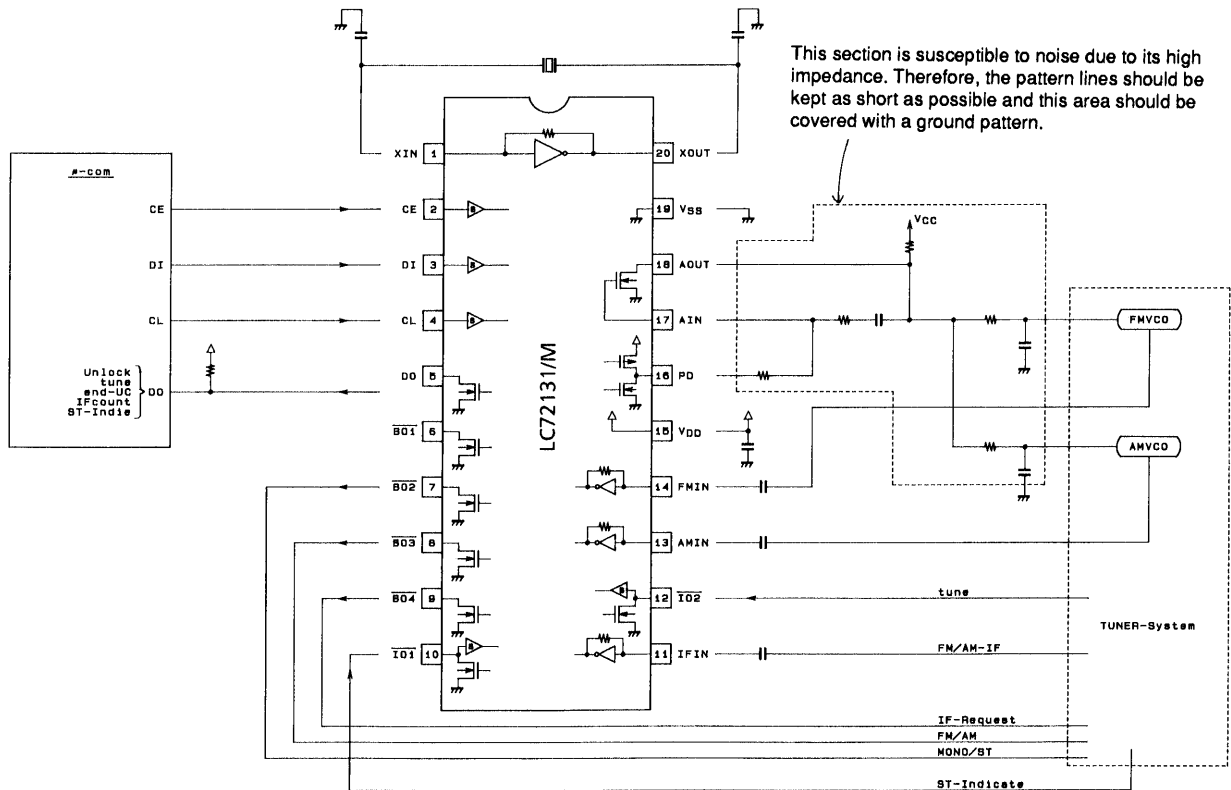 This section is susceptible to noise due to its high
impedance. Therefore, the pattern lines should be
kept as short as possible and this area should be
covered with a ground pattern.
μ-com
CE
DI
CL
Unlock
tune
end-UC
IFcount
ST-Indic
DO
LC72131/M
XIN 1
CE 2
DI 3
CL 4
DO 5
BO1 6
BO2 7
BO3 8
BO4 9
IO1 10
20 XOUT
19 VSS
18 AOUT
17 AIN
16 PD
15 VDD
14 FMIN
13 AMIN
12 IO2
11 IFIN
S
S
S
S
S
VCC
FMVCO
AMVCO
TUNER-System
tune
FM/AM-IF
IF-Request
FM/AM
MONO/ST
ST-Indicate